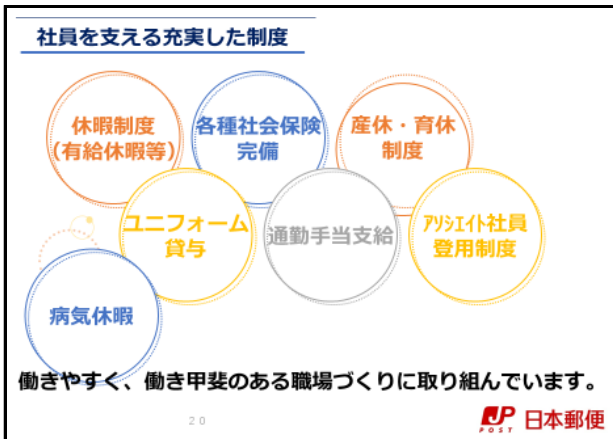 社員を支える充実した制度
休暇制度
(有給休暇等)
各種社会保険
完備
産休・育休
制度
ユニフォーム
貸与
通勤手当支給
ｱｿｼｴｲﾄ社員
登用制度
病気休暇
働きやすく、働き甲斐のある職場づくりに取り組んでいます。
20
JP
POST
日本郵便